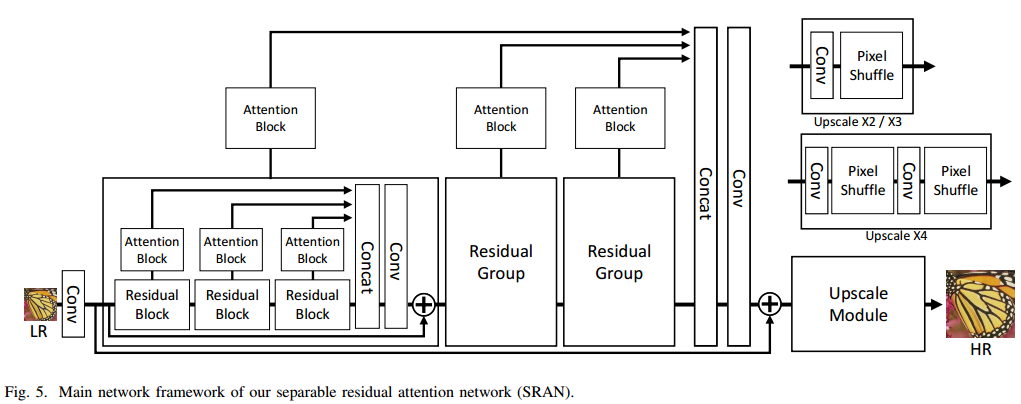 Attention
Block
Attention
Block
Attention
Block
Concat
Conv
Conv
Pixel
Shuffle
Upscale X2 / X3
Conv
Pixel
Shuffle
Conv
Pixel
Shuffle
Upscale X4
Attention
Block
Attention
Block
Attention
Block
Concat
Conv
Residual
Block
Residual
Block
Residual
Block
Residual
Group
Residual
Group
Conv
LR
Upscale
Module
HR
Fig. 5. Main network framework of our separable residual attention network (SRAN).